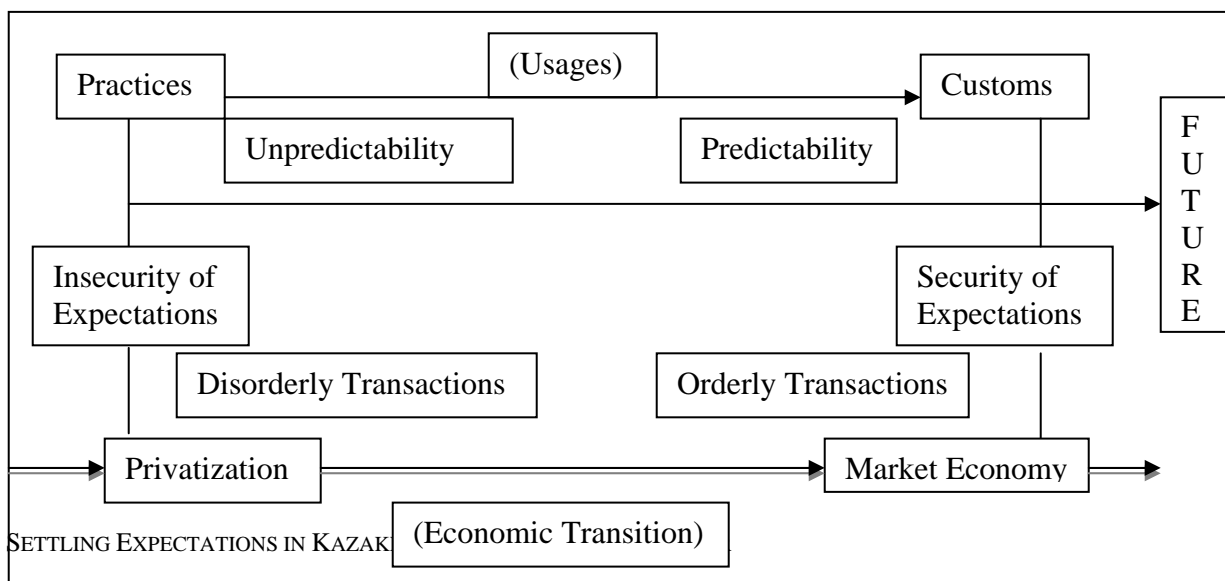 (Usages)
Practices
Customs
Unpredictability
Predictability
F
U
T
U
R
E
Insecurity of
Expectations
Security of
Expectations
Disorderly Transactions
Orderly Transactions
Privatization
Market Economy
(Economic Transition)
SETTLING EXPECTATIONS IN